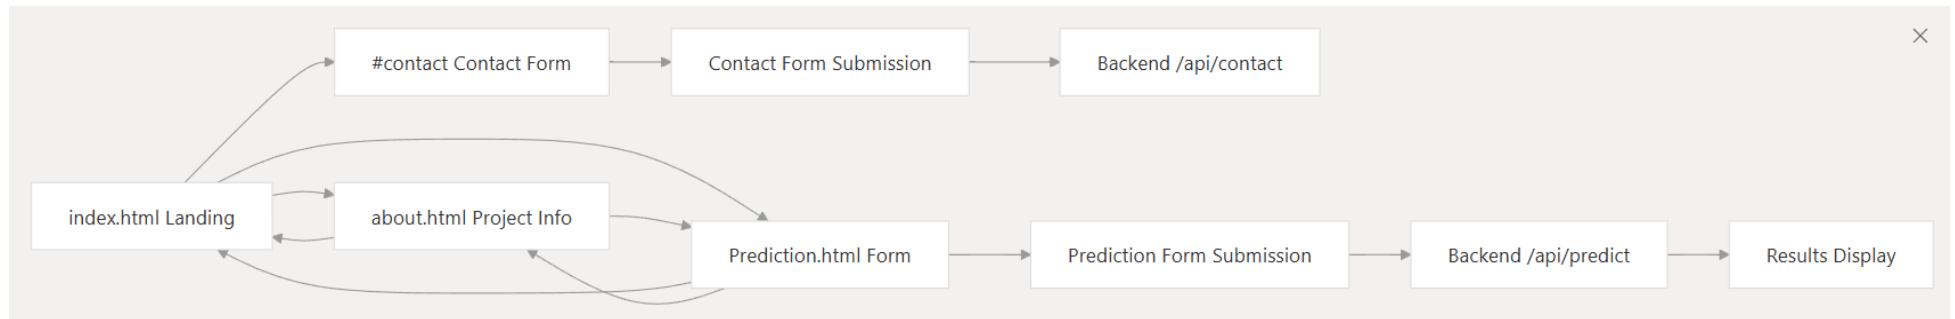 #contact Contact Form
Contact Form Submission
Backend /api/contact
index.html Landing
about.html Project Info
Prediction.html Form
Prediction Form Submission
Backend /api/predict
Results Display